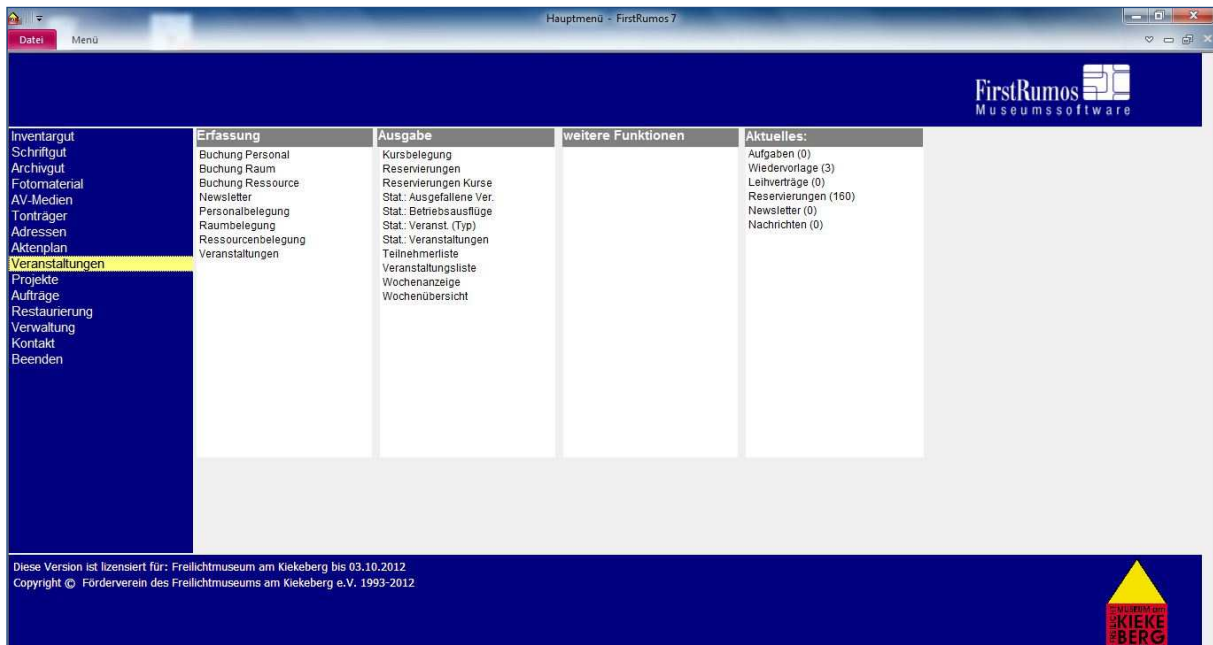 Hauptmenü - FirstRumos 7
Datei Menü
FirstRumos
Museumssoftware
Inventargut
Schriftgut
Archivgut
Fotomaterial
AV-Medien
Tonträger
Adressen
Aktenplan
Veranstaltungen
Projekte
Aufträge
Restaurierung
Verwaltung
Kontakt
Beenden
Erfassung
Buchung Personal
Buchung Raum
Buchung Ressource
Newsletter
Personalbelegung
Raumbelegung
Ressourcenbelegung
Veranstaltungen
Ausgabe
Kursbelegung
Reservierungen
Reservierungen Kurse
Stat.: Ausgefallene Ver.
Stat.: Betriebsausflüge
Stat.: Veranst. (Typ)
Stat.: Veranstaltungen
Teilnehmerliste
Veranstaltungsliste
Wochenanzeige
Wochenübersicht
weitere Funktionen
Aktuelles:
Aufgaben (0)
Wiedervorlage (3)
Leihverträge (0)
Reservierungen (160)
Newsletter (0)
Nachrichten (0)
Diese Version ist lizensiert für: Freilichtmuseum am Kiekeberg bis 03.10.2012
Copyright © Förderverein des Freilichtmuseums am Kiekeberg e.V. 1993-2012
FREILICHT
MUSEUM am
KIEKE
BERG